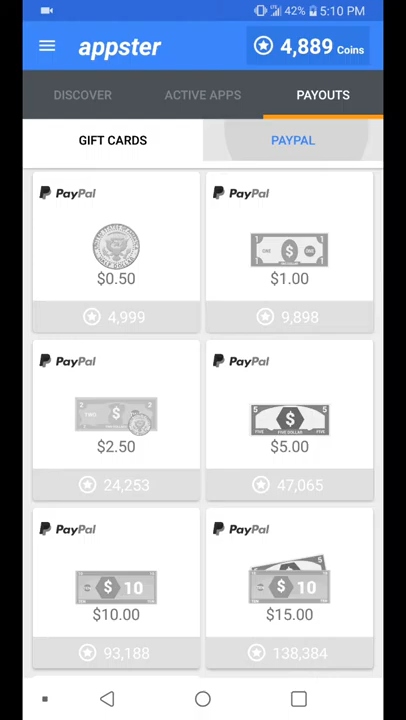 42% 5:10 PM
appster
4,889 Coins
DISCOVER ACTIVE APPS PAYOUTS
GIFT CARDS PAYPAL
PayPal PayPal
$0.50 $1.00
4,999 9,898
PayPal PayPal
$2.50 $5.00
24,253 47,065
PayPal PayPal
10 10
$10.00 $15.00
93,188 138,384